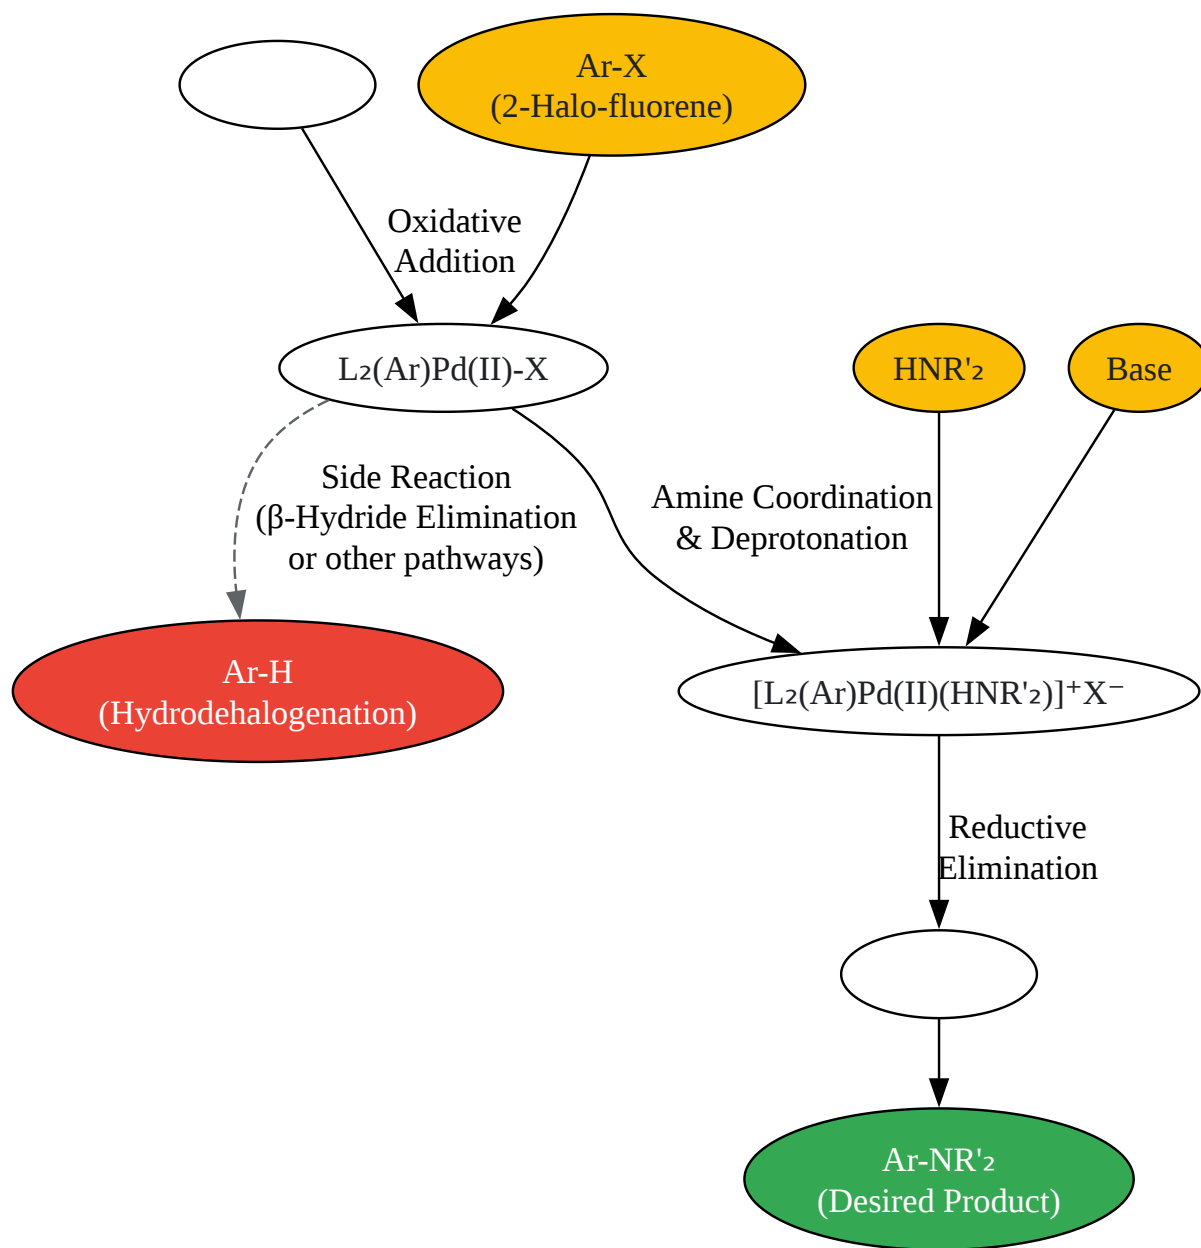 Ar-X
(2-Halo-fluorene)
Oxidative
Addition
L₂(Ar)Pd(II)-X
HNR'₂
Base
Side Reaction
(β-Hydride Elimination
or other pathways)
Amine Coordination
& Deprotonation
Ar-H
(Hydrodehalogenation)
[L₂(Ar)Pd(II)(HNR'₂)]⁺X⁻
Reductive
Elimination
Ar-NR'₂
(Desired Product)